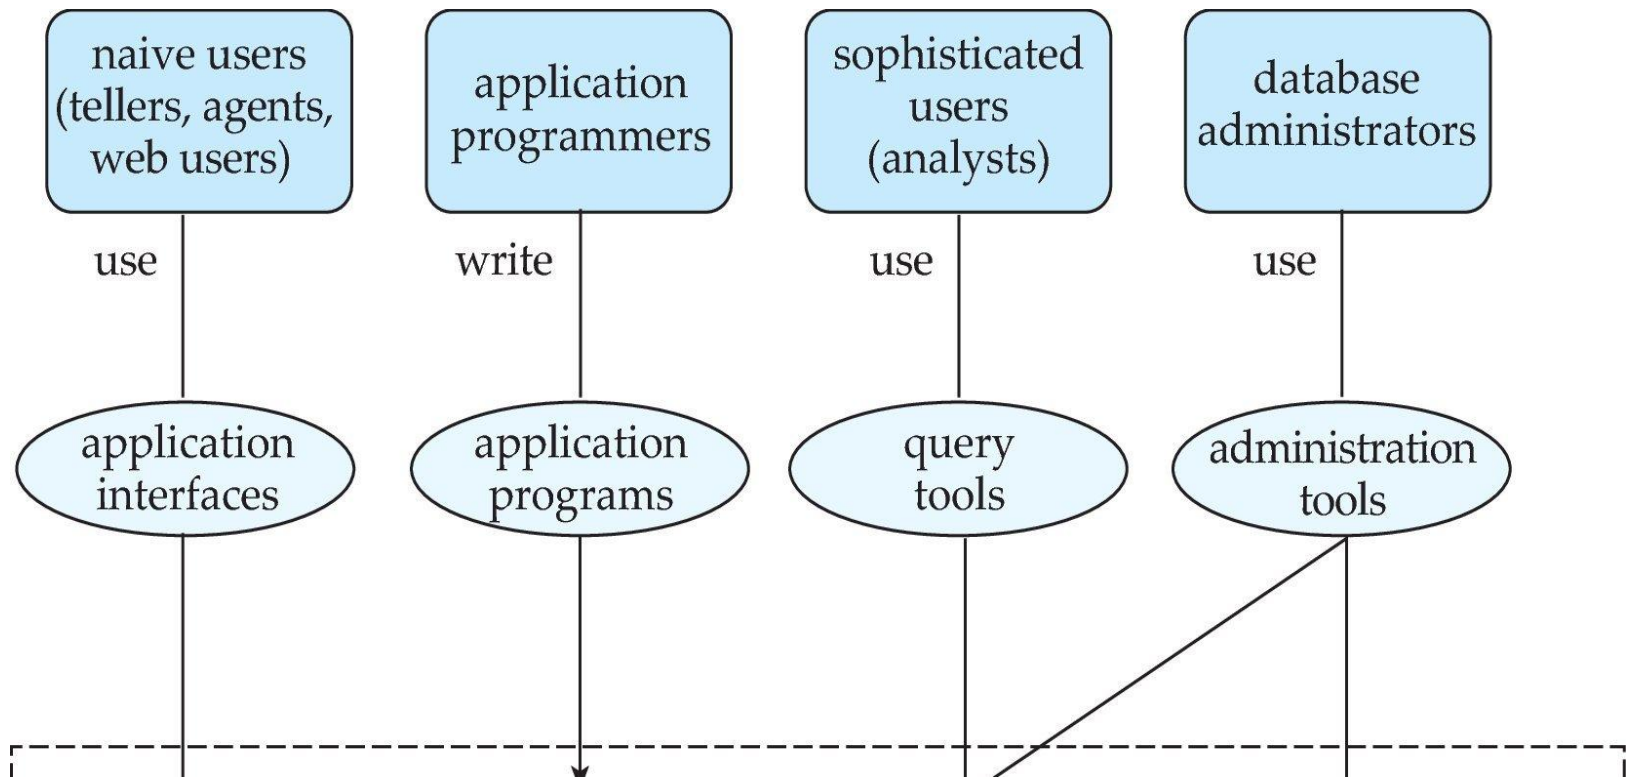 naive users
(tellers, agents,
web users)
application
programmers
sophisticated
users
(analysts)
database
administrators
use
write
use
use
application
interfaces
application
programs
query
tools
administration
tools